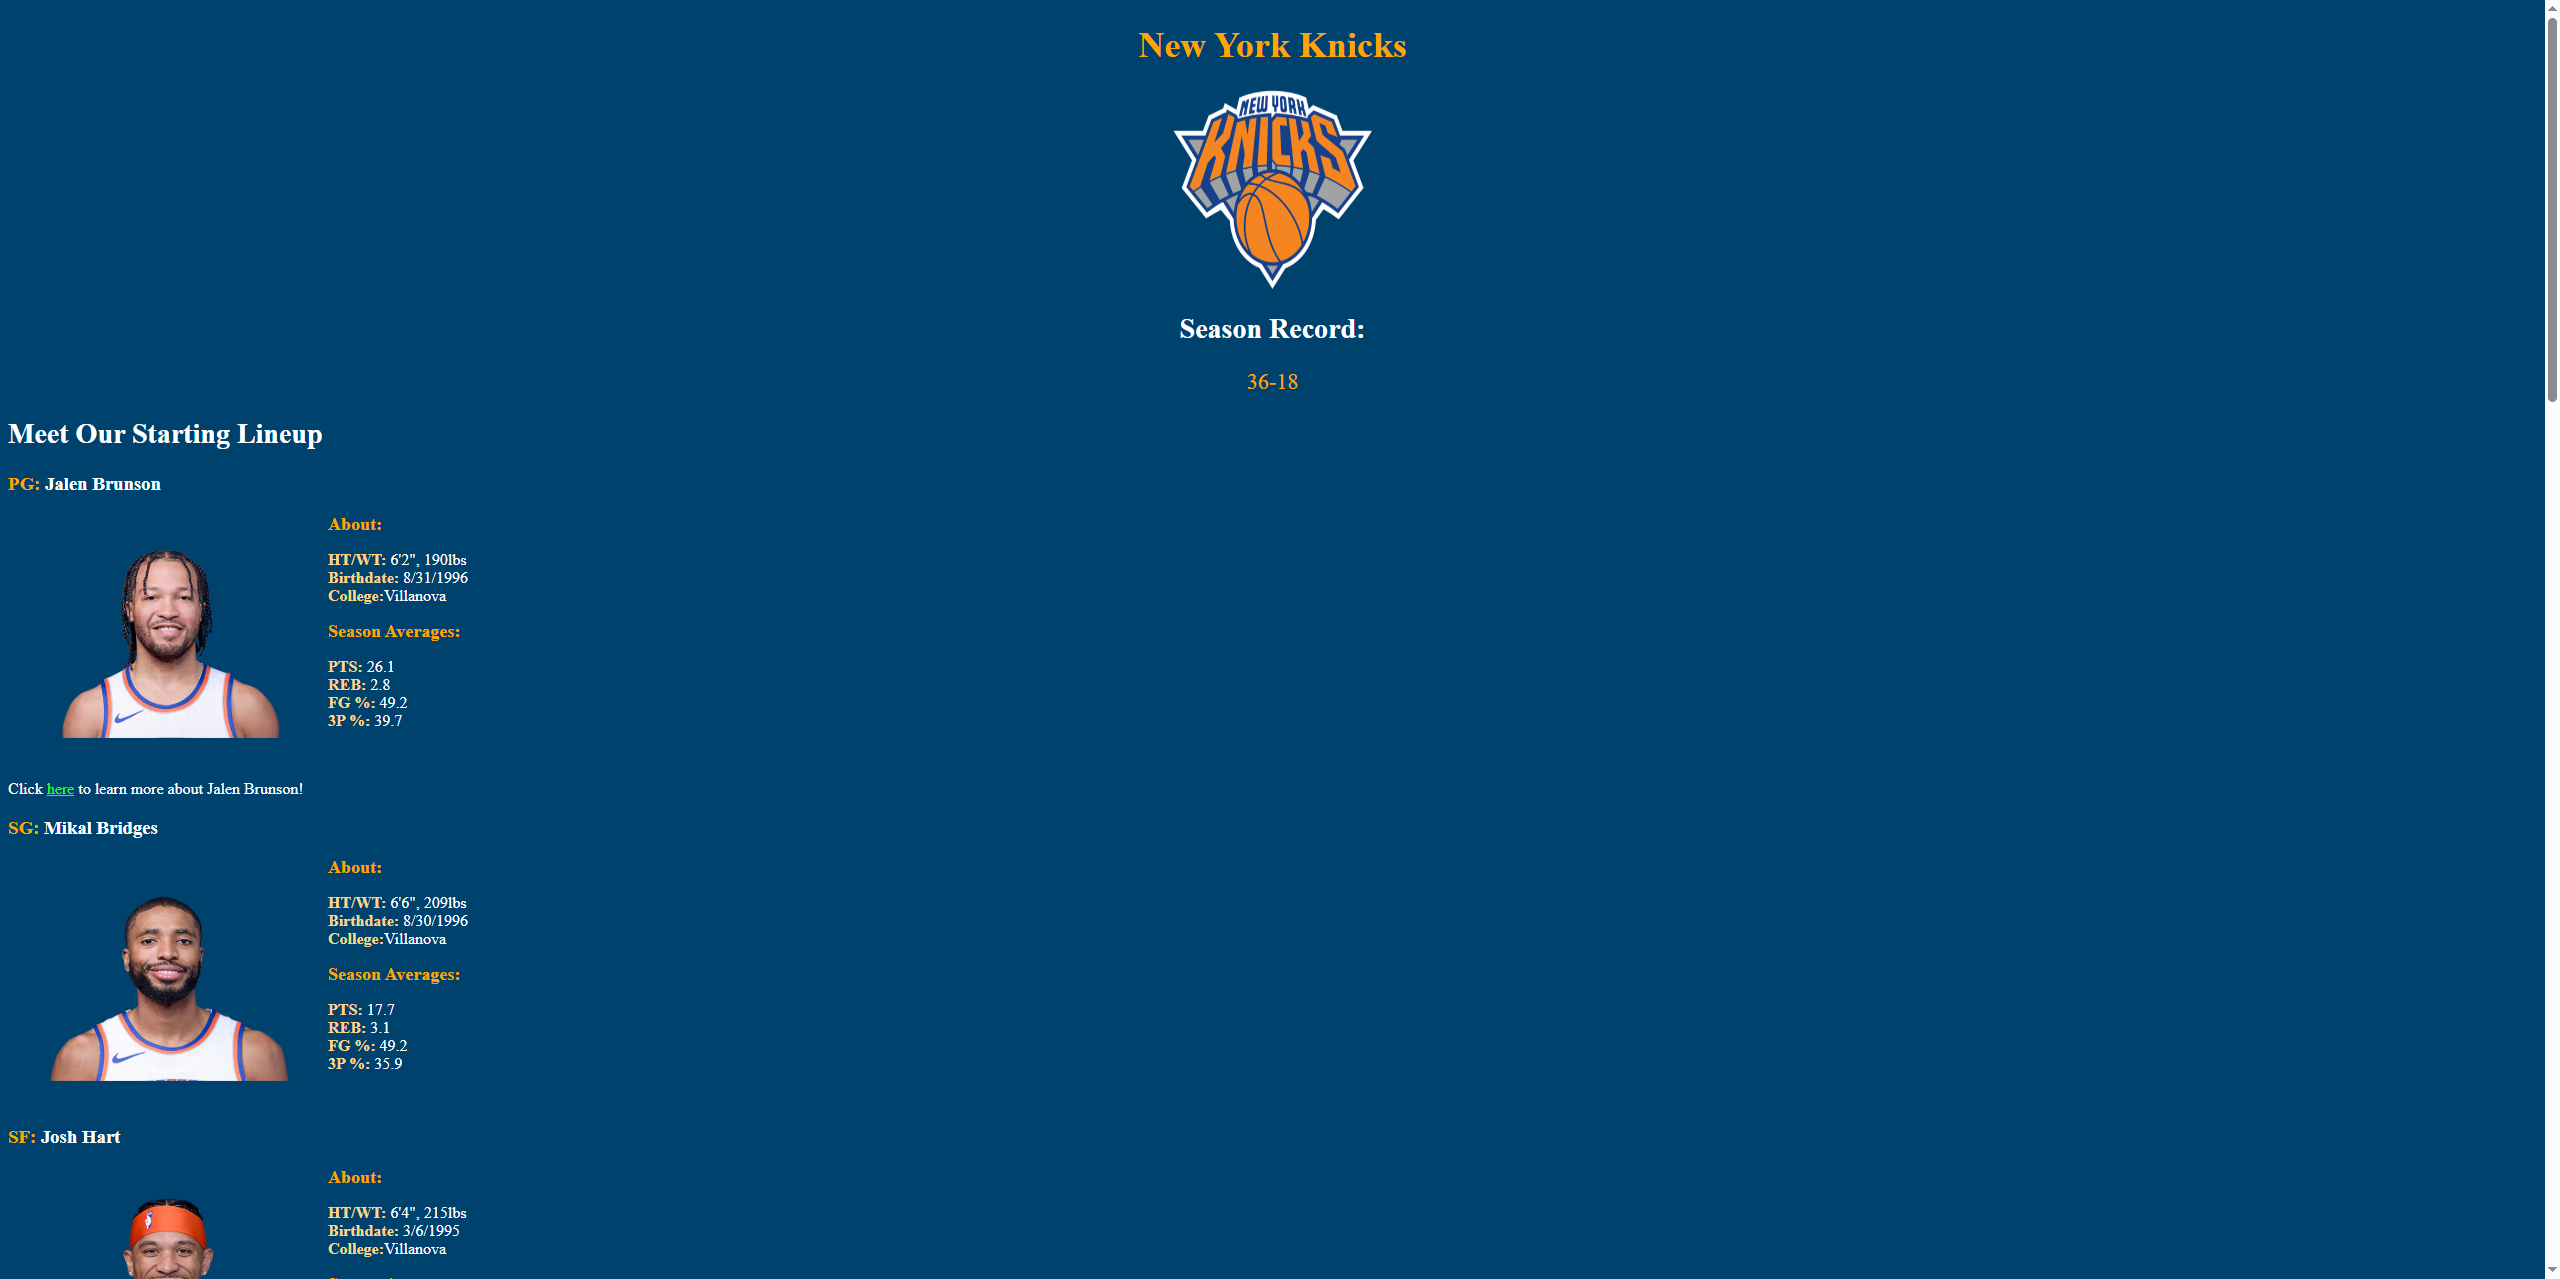 New York Knicks
NEW YORK
KNICKS
Season Record:
36-18
Meet Our Starting Lineup
PG: Jalen Brunson
About:
HT/WT: 6'2", 190lbs
Birthdate: 8/31/1996
College:Villanova
Season Averages:
PTS: 26.1
REB: 2.8
FG %: 49.2
3P %: 39.7
Click here to learn more about Jalen Brunson!
SG: Mikal Bridges
About:
HT/WT: 6'6", 209lbs
Birthdate: 8/30/1996
College:Villanova
Season Averages:
PTS: 17.7
REB: 3.1
FG %: 49.2
3P %: 35.9
SF: Josh Hart
About:
HT/WT: 6'4", 215lbs
Birthdate: 3/6/1995
College:Villanova